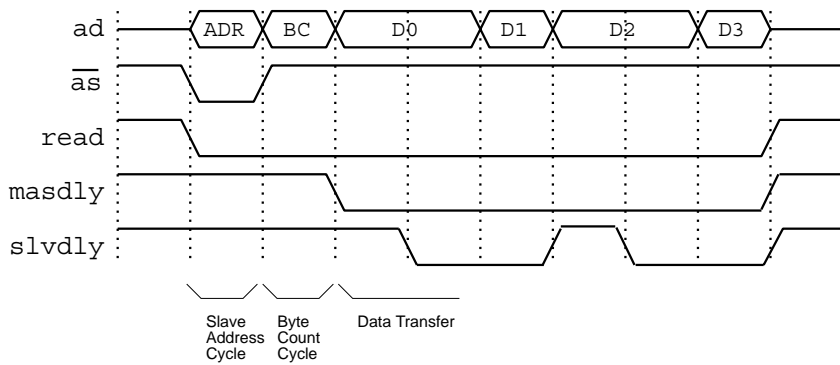 ad ADR BC D0 D1 D2 D3
as
read
masdly
slvdly
Slave Address Cycle
Byte Count Cycle
Data Transfer